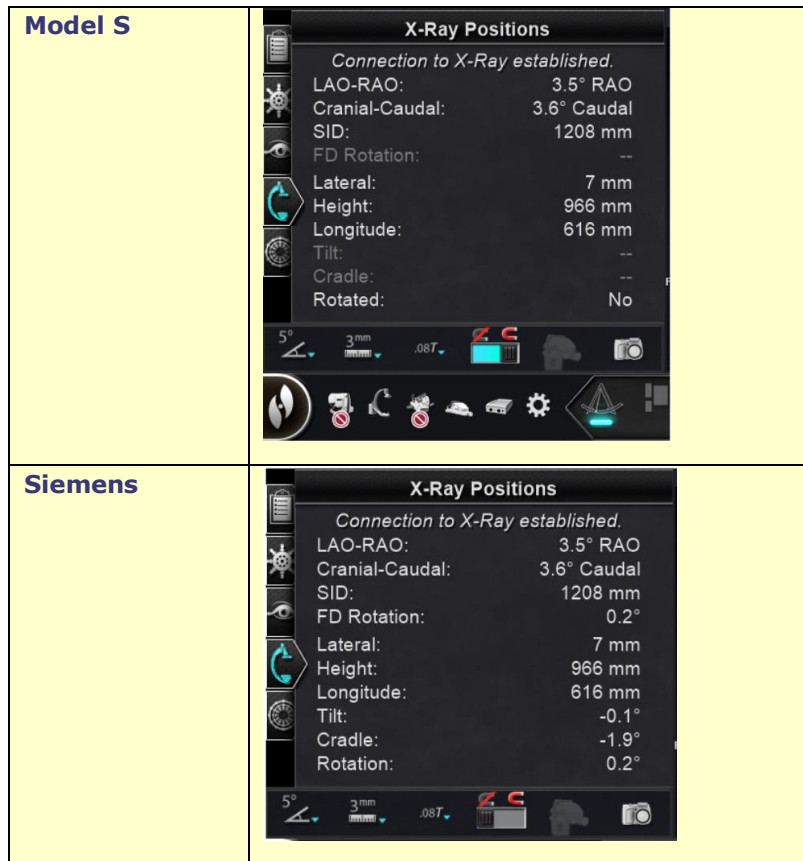 Model S
X-Ray Positions
Connection to X-Ray established.
LAO-RAO: 3.5° RAO
Cranial-Caudal: 3.6° Caudal
SID: 1208 mm
FD Rotation: --
Lateral: 7 mm
Height: 966 mm
Longitude: 616 mm
Tilt: --
Cradle: --
Rotated: No
5° 3mm .08T
Siemens
X-Ray Positions
Connection to X-Ray established.
LAO-RAO: 3.5° RAO
Cranial-Caudal: 3.6° Caudal
SID: 1208 mm
FD Rotation: 0.2°
Lateral: 7 mm
Height: 966 mm
Longitude: 616 mm
Tilt: -0.1°
Cradle: -1.9°
Rotation: 0.2°
5° 3mm .08T